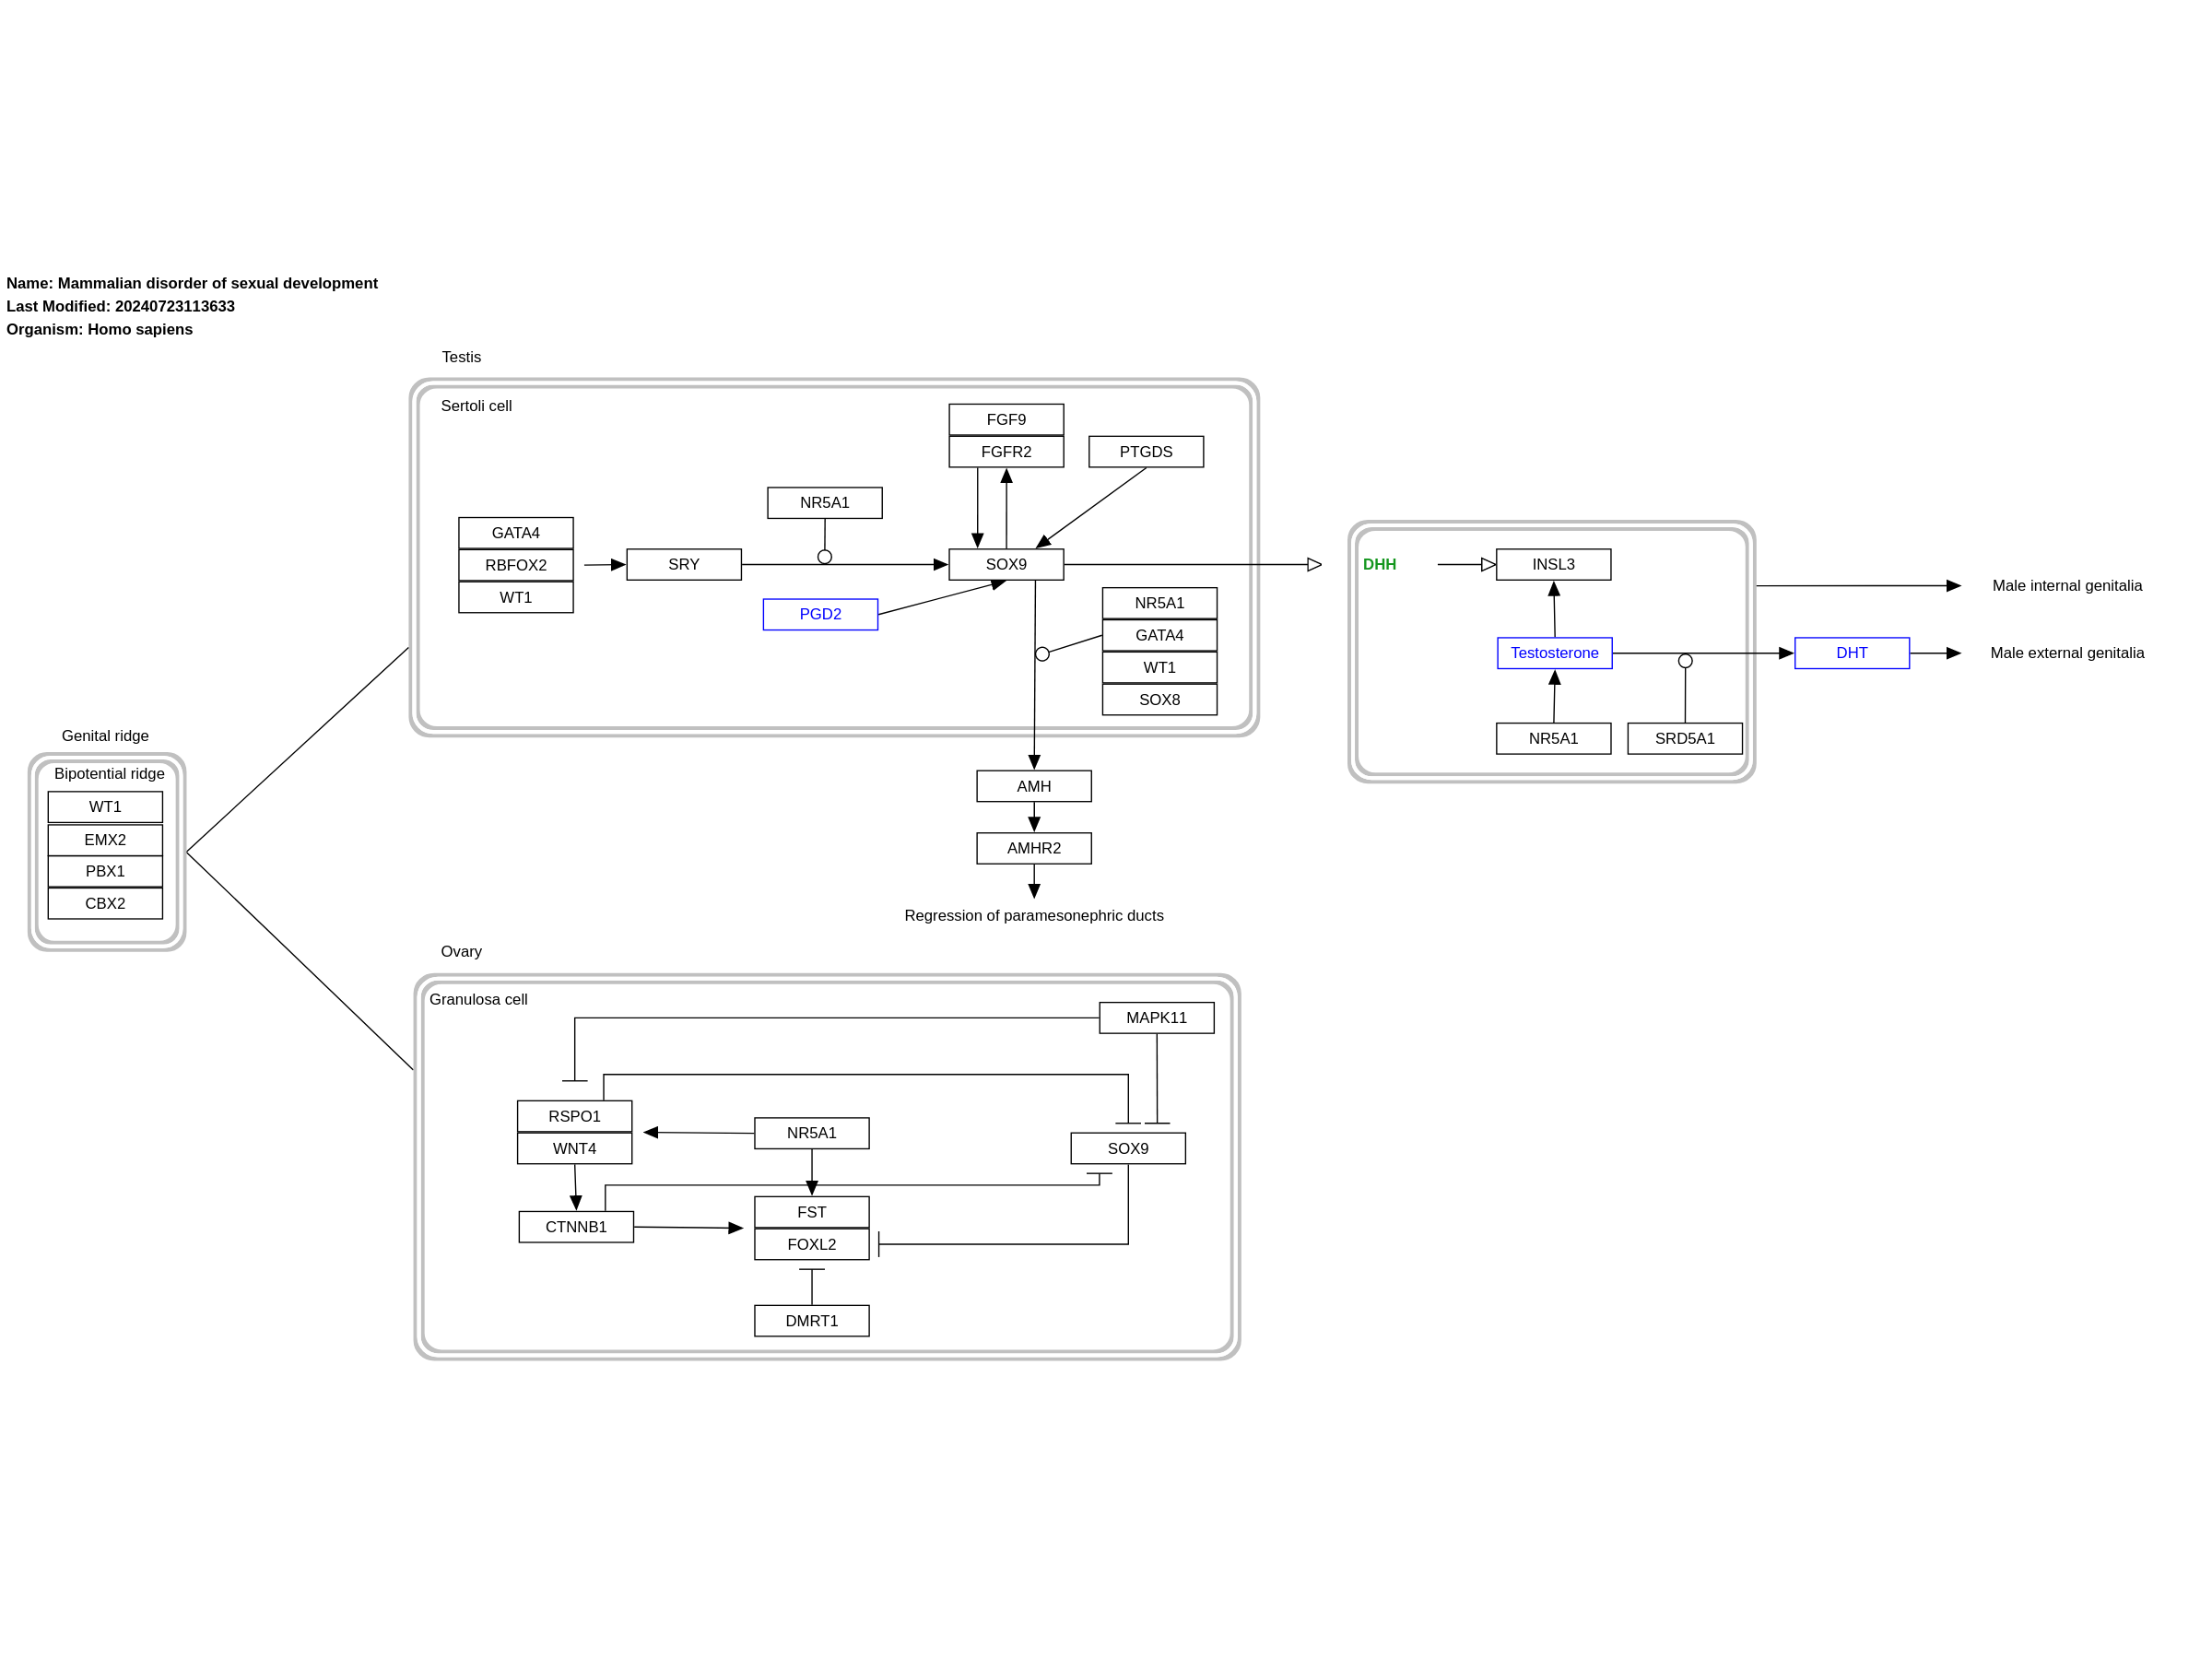 Name: Mammalian disorder of sexual development
Last Modified: 20240723113633
Organism: Homo sapiens
Testis
Sertoli cell
FGF9
FGFR2
PTGDS
NR5A1
GATA4
RBFOX2
WT1
SRY
SOX9
PGD2
NR5A1
GATA4
WT1
SOX8
DHH
INSL3
Testosterone
DHT
NR5A1
SRD5A1
Male internal genitalia
Male external genitalia
Genital ridge
Bipotential ridge
WT1
EMX2
PBX1
CBX2
AMH
AMHR2
Regression of paramesonephric ducts
Ovary
Granulosa cell
MAPK11
RSPO1
WNT4
NR5A1
SOX9
CTNNB1
FST
FOXL2
DMRT1